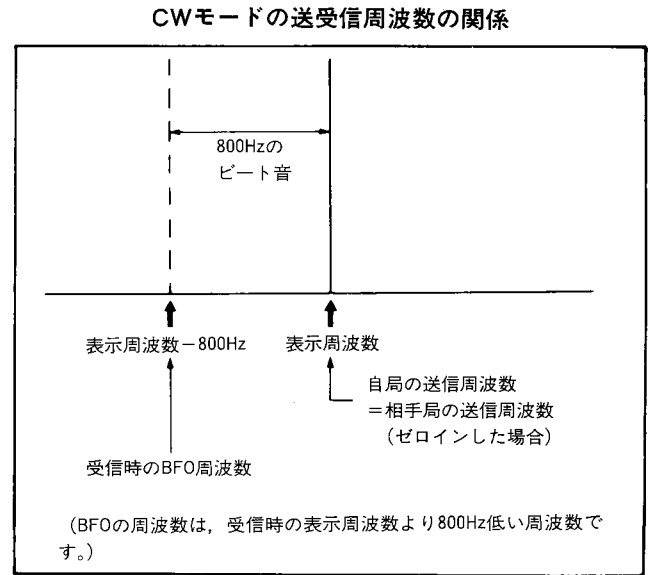 CWモードの送受信周波数の関係
800Hzの
ビート音
表示周波数－800Hz
表示周波数
自局の送信周波数
＝相手局の送信周波数
(ゼロインした場合)
受信時のBFO周波数
(BFOの周波数は，受信時の表示周波数より800Hz低い周波数で
す。)